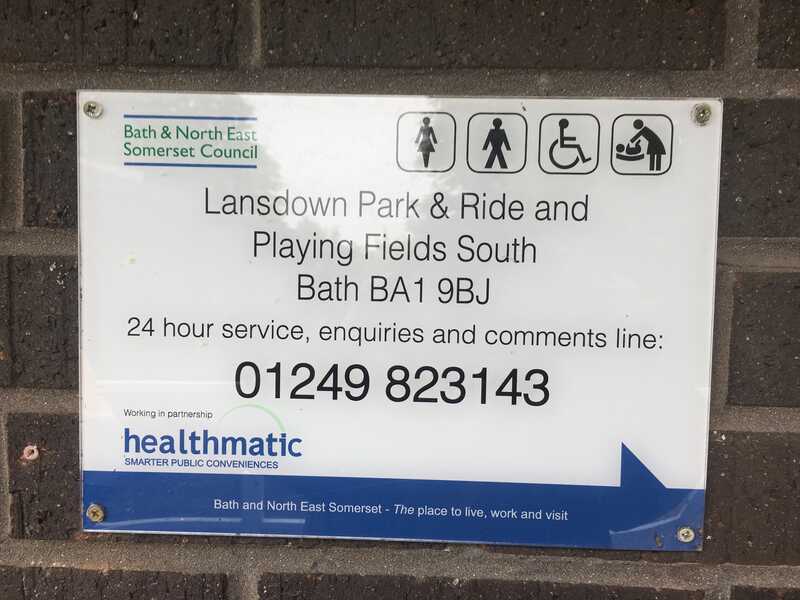 Bath & North East
Somerset Council
Lansdown Park & Ride and
Playing Fields South
Bath BA1 9BJ
24 hour service, enquiries and comments line:
01249 823143
Working in partnership
healthmatic
SMARTER PUBLIC CONVENIENCES
Bath and North East Somerset - The place to live, work and visit